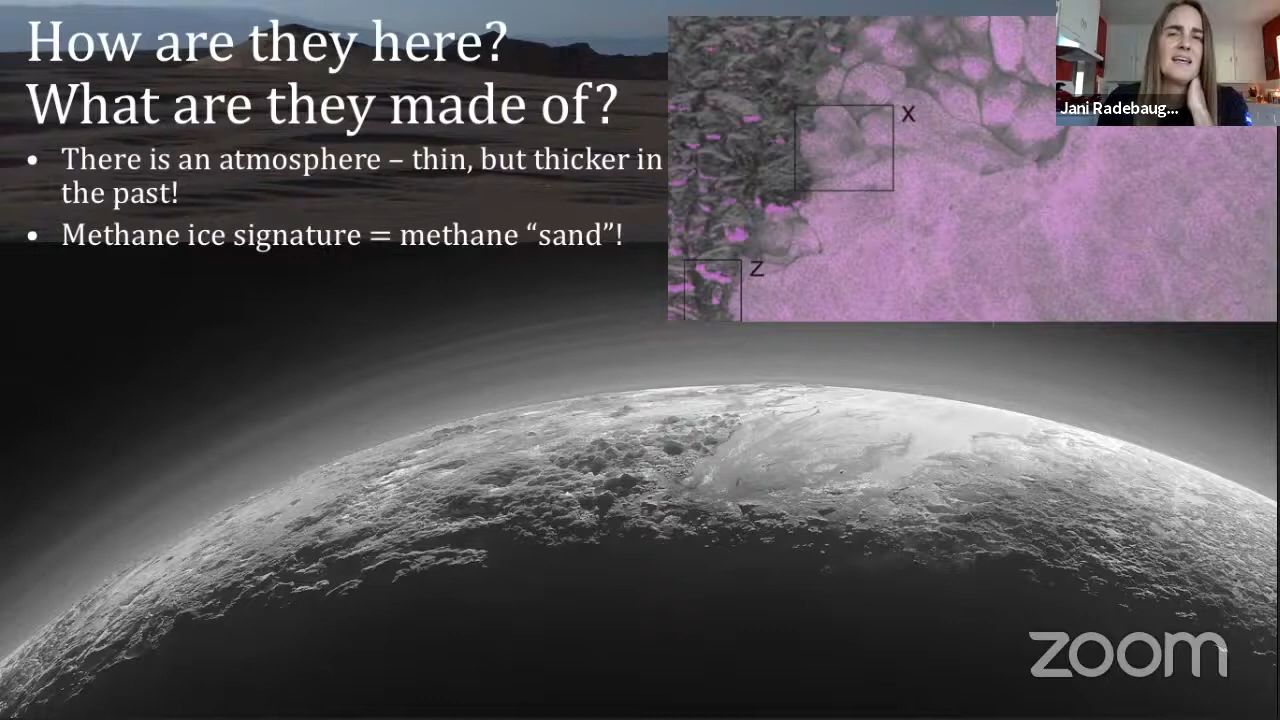 How are they here?
What are they made of?
• There is an atmosphere – thin, but thicker in
the past!
• Methane ice signature = methane “sand”!
X
Z
Jani Radebaug...
zoom